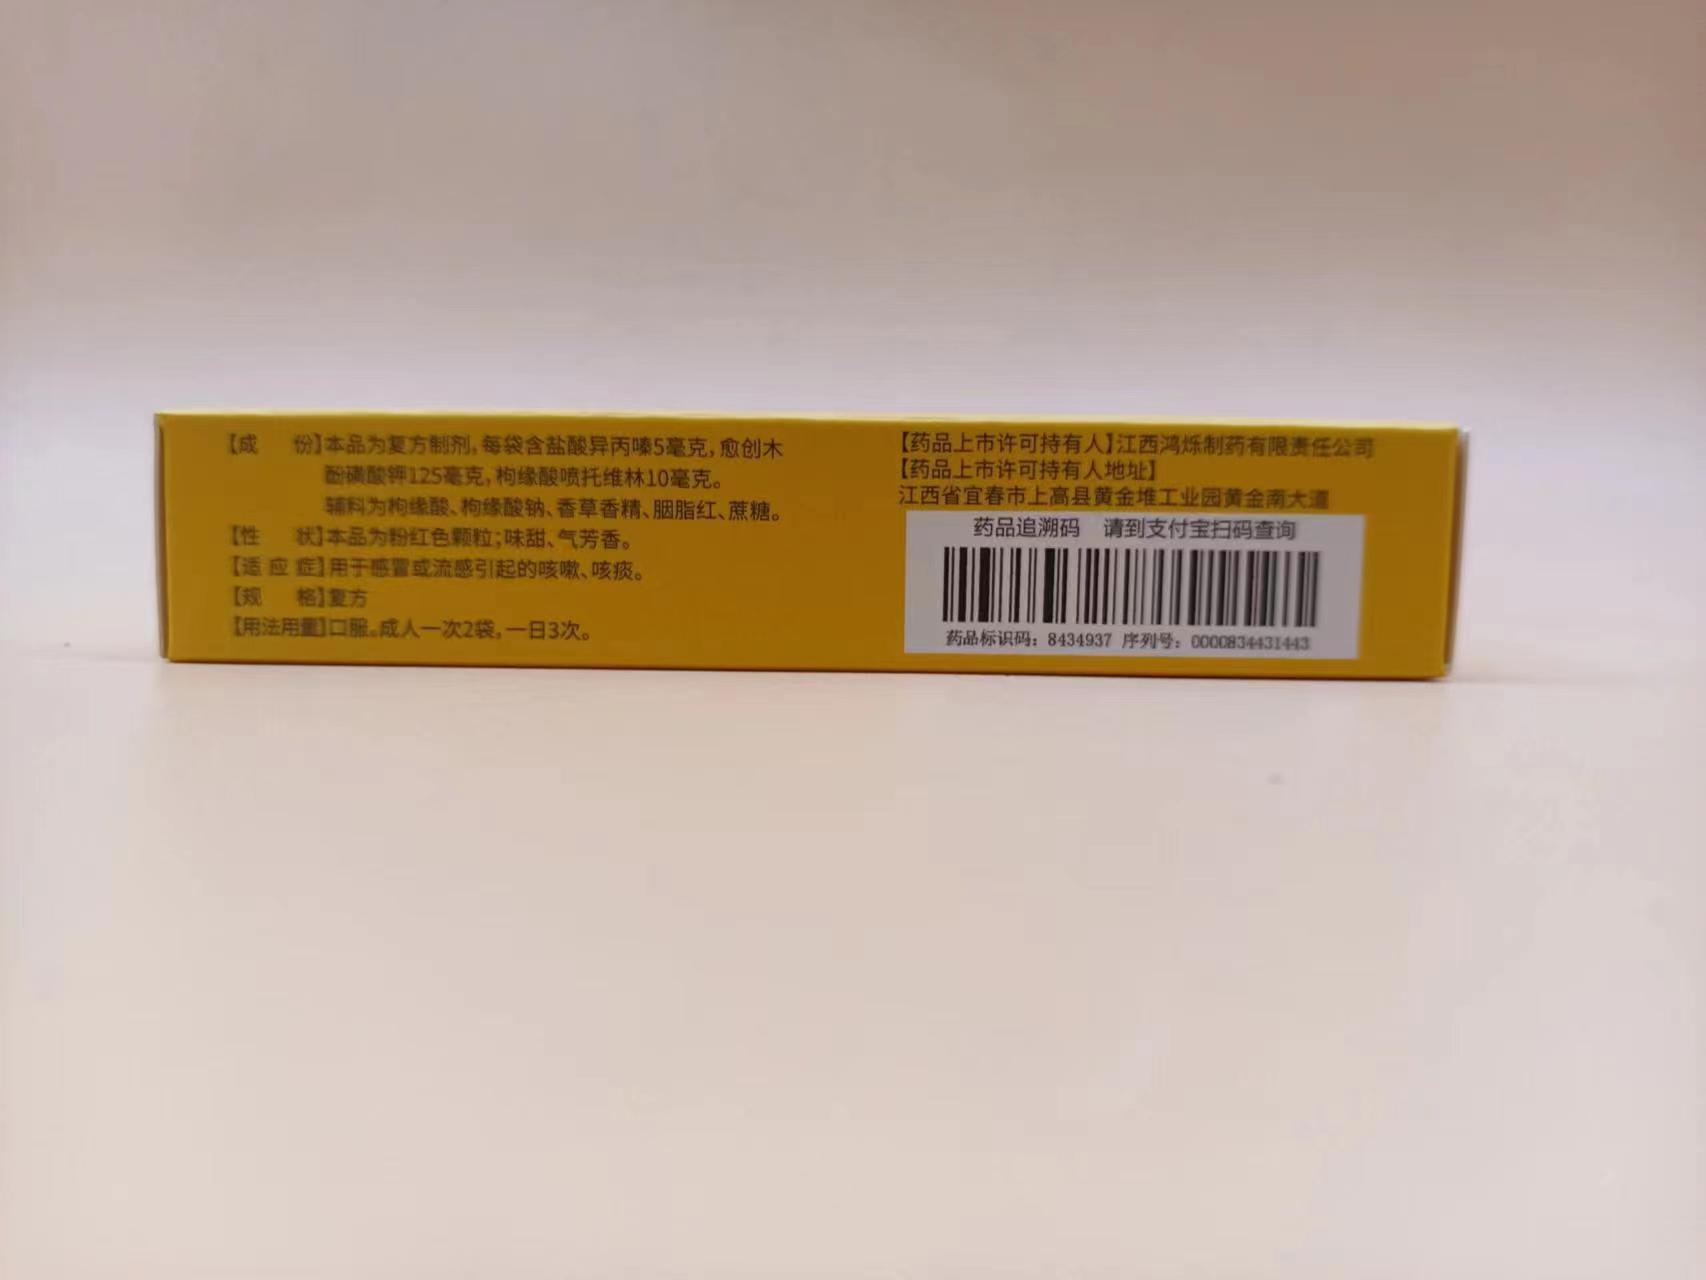 【成 份】本品为复方制剂,每袋含盐酸异丙嗪5毫克,愈创木
酚磺酸钾125毫克,枸缘酸喷托维林10毫克。
辅料为枸缘酸、枸缘酸钠、香草香精、胭脂红、蔗糖。
【性 状】本品为粉红色颗粒;味甜、气芳香。
【适 应 症】用于感冒或流感引起的咳嗽、咳痰。
【规 格】复方
【用法用量】口服。成人一次2袋,一日3次。
【药品上市许可持有人】江西鸿烁制药有限责任公司
【药品上市许可持有人地址】
江西省宜春市上高县黄金堆工业园黄金南大道
药品追溯码 请到支付宝扫码查询
药品标识码: 8434937 序列号: 0000834431443